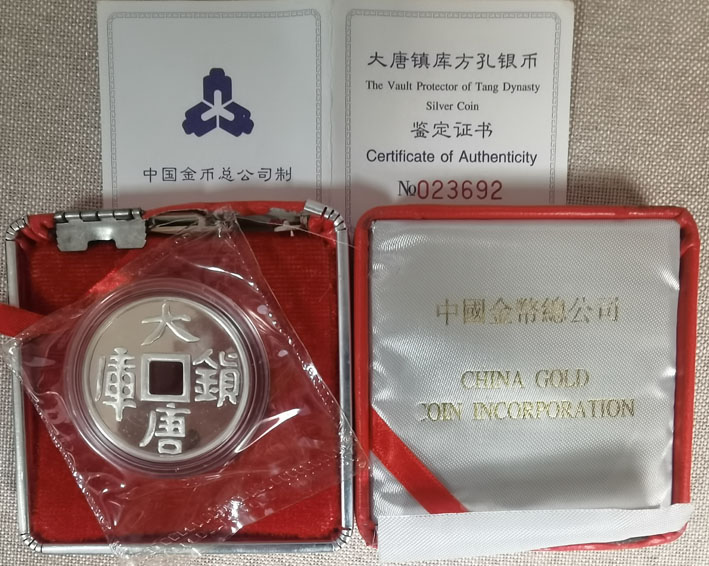 中国金币总公司制
大唐镇库方孔银币
The Vault Protector of Tang Dynasty
Silver Coin
鉴定证书
Certificate of Authenticity
№023692
大
庫 鎮
唐
中國金幣總公司
CHINA GOLD
COIN INCORPORATION